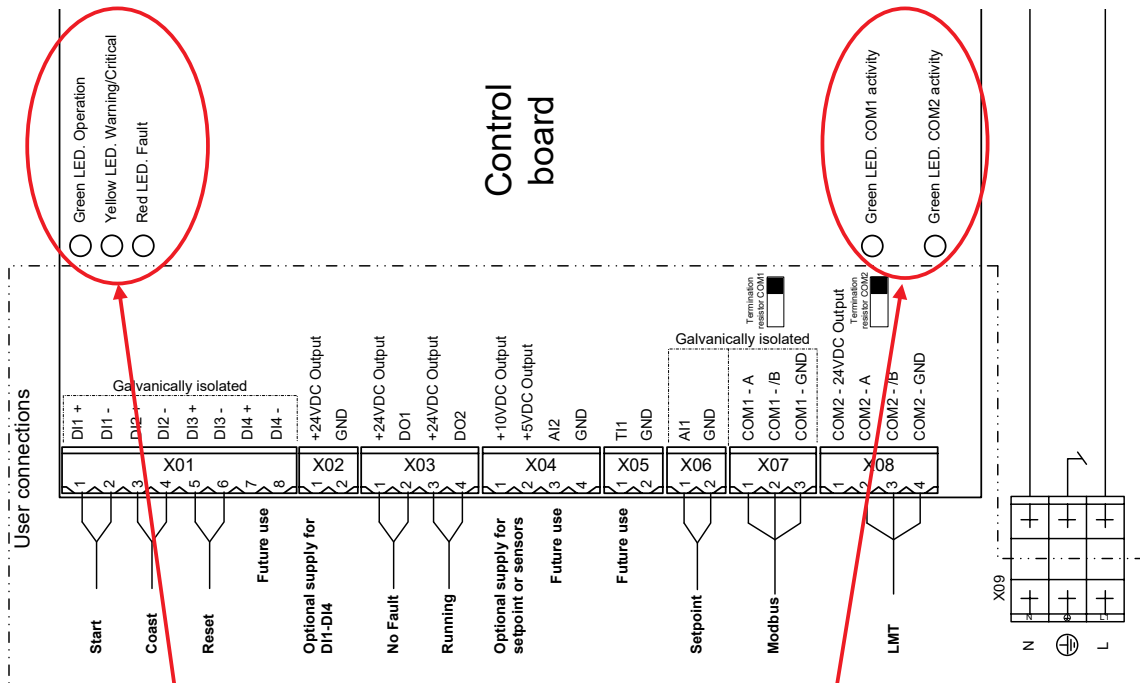 User connections
Control
board
Green LED. Operation
Yellow LED. Warning/Critical
Red LED. Fault
Green LED. COM1 activity
Green LED. COM2 activity
Galvanically isolated
DI1 +
DI1 -
DI2 +
DI2 -
DI3 +
DI3 -
DI4 +
DI4 -
+24VDC Output
GND
+24VDC Output
DO1
+24VDC Output
DO2
+10VDC Output
+5VDC Output
AI2
GND
TI1
GND
Galvanically isolated
AI1
GND
COM1 - A
COM1 - /B
COM1 - GND
Termination
resistor COM1
COM2 - 24VDC Output
COM2 - A
COM2 - /B
COM2 - GND
Termination
resistor COM2
X01
1
2
3
4
5
6
7
8
X02
1
2
X03
1
2
3
4
X04
1
2
3
4
X05
1
2
X06
1
2
X07
1
2
3
X08
1
2
3
4
Start
Coast
Reset
Future use
Optional supply for
DI1-DI4
No Fault
Running
Optional supply for
setpoint or sensors
Future use
Future use
Setpoint
Modbus
LMT
X09
N
L1
N
L